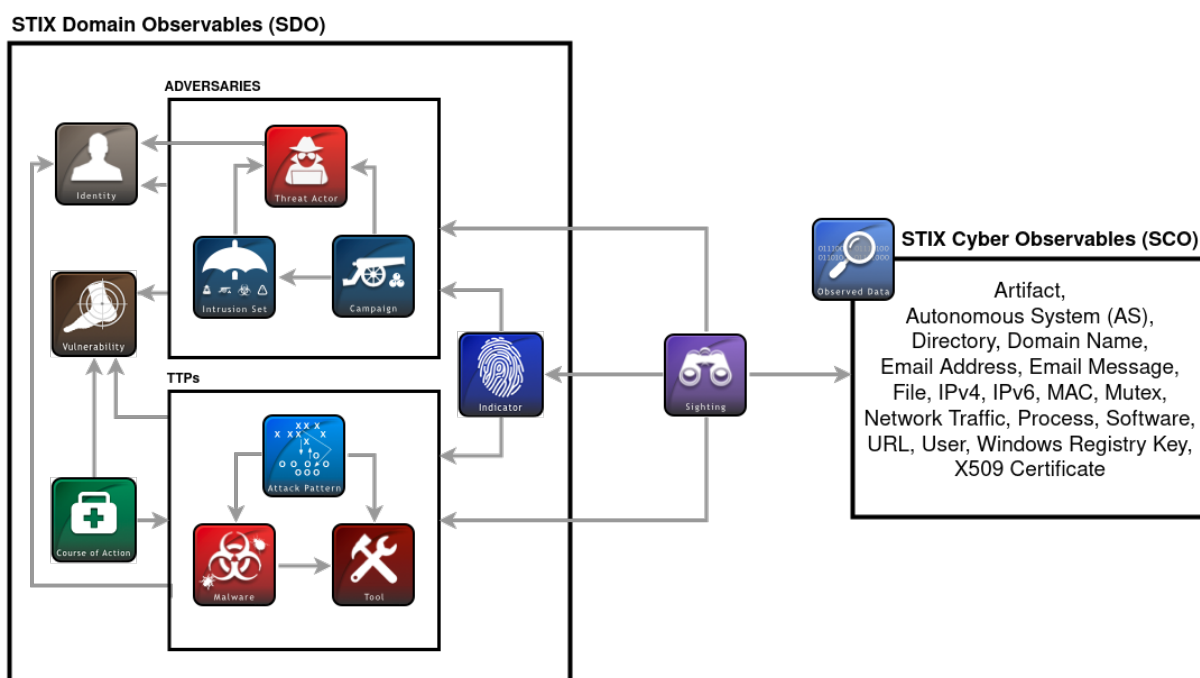 STIX Domain Observables (SDO)
ADVERSARIES
Identity
Threat Actor
Intrusion Set
Campaign
Vulnerability
TTPs
Attack Pattern
Course of Action
Malware
Tool
Indicator
Sighting
Observed Data
STIX Cyber Observables (SCO)
Artifact,
Autonomous System (AS),
Directory, Domain Name,
Email Address, Email Message,
File, IPv4, IPv6, MAC, Mutex,
Network Traffic, Process, Software,
URL, User, Windows Registry Key,
X509 Certificate